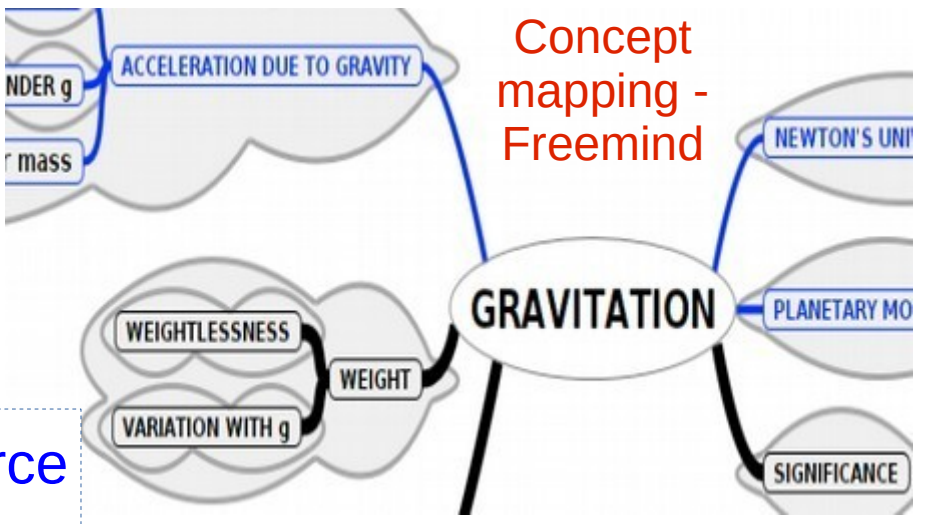 Concept
mapping -
Freemind
ACCELERATION DUE TO GRAVITY
NDER g
r mass
NEWTON'S UNI
GRAVITATION
PLANETARY MO
WEIGHTLESSNESS
WEIGHT
VARIATION WITH g
rce
SIGNIFICANCE